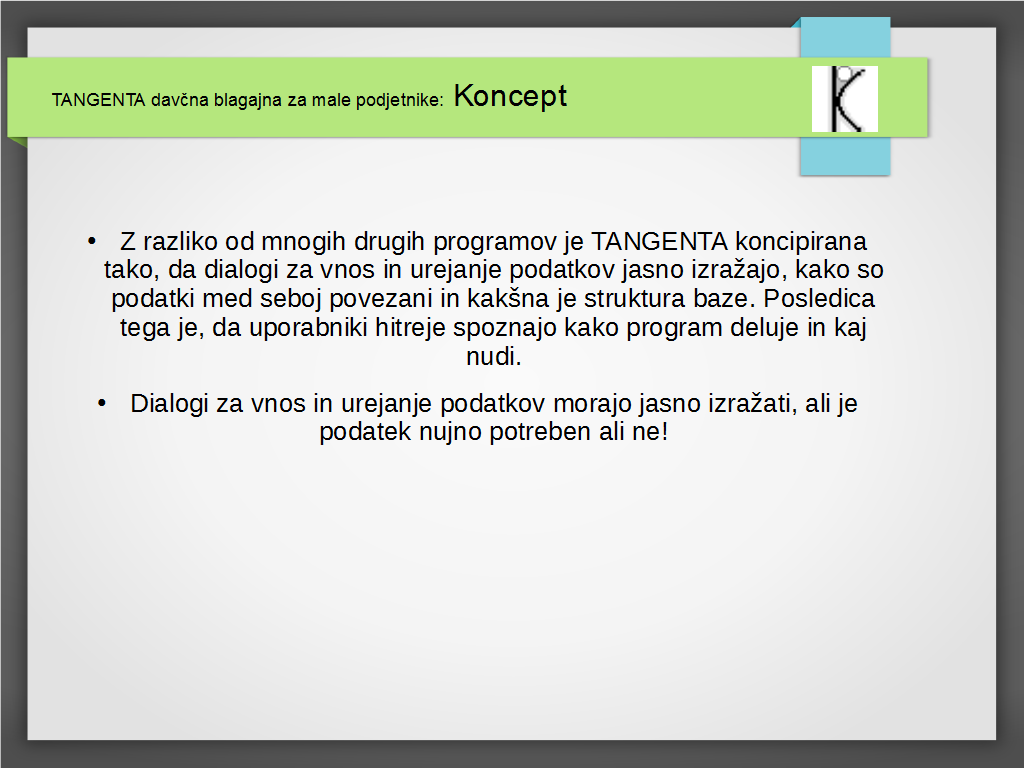 TANGENTA davčna blagajna za male podjetnike: Koncept
K
• Z razliko od mnogih drugih programov je TANGENTA koncipirana
tako, da dialogi za vnos in urejanje podatkov jasno izražajo, kako so
podatki med seboj povezani in kakšna je struktura baze. Posledica
tega je, da uporabniki hitreje spoznajo kako program deluje in kaj
nudi.
• Dialogi za vnos in urejanje podatkov morajo jasno izražati, ali je
podatek nujno potreben ali ne!